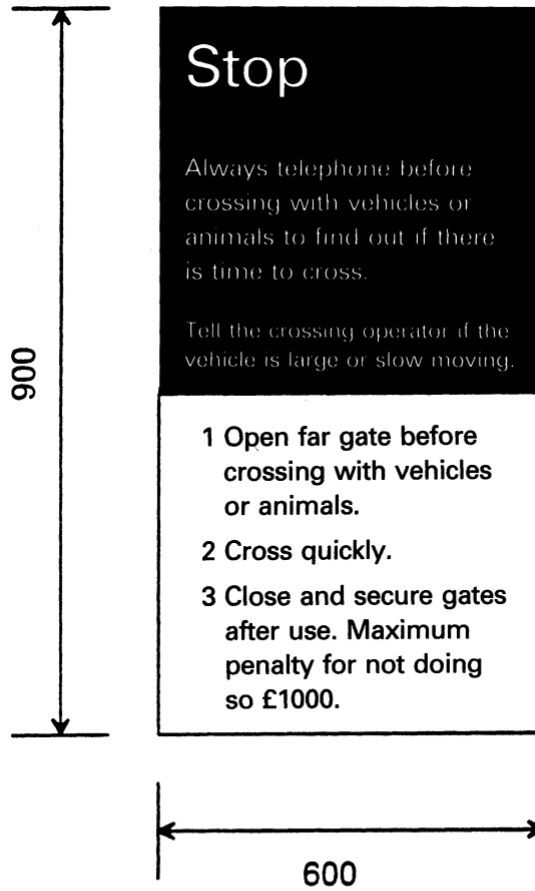 Stop
Always telephone before
crossing with vehicles or
animals to find out if there
is time to cross.
Tell the crossing operator if the
vehicle is large or slow moving.
1 Open far gate before
crossing with vehicles
or animals.
2 Cross quickly.
3 Close and secure gates
after use. Maximum
penalty for not doing
so £1000.
900
600